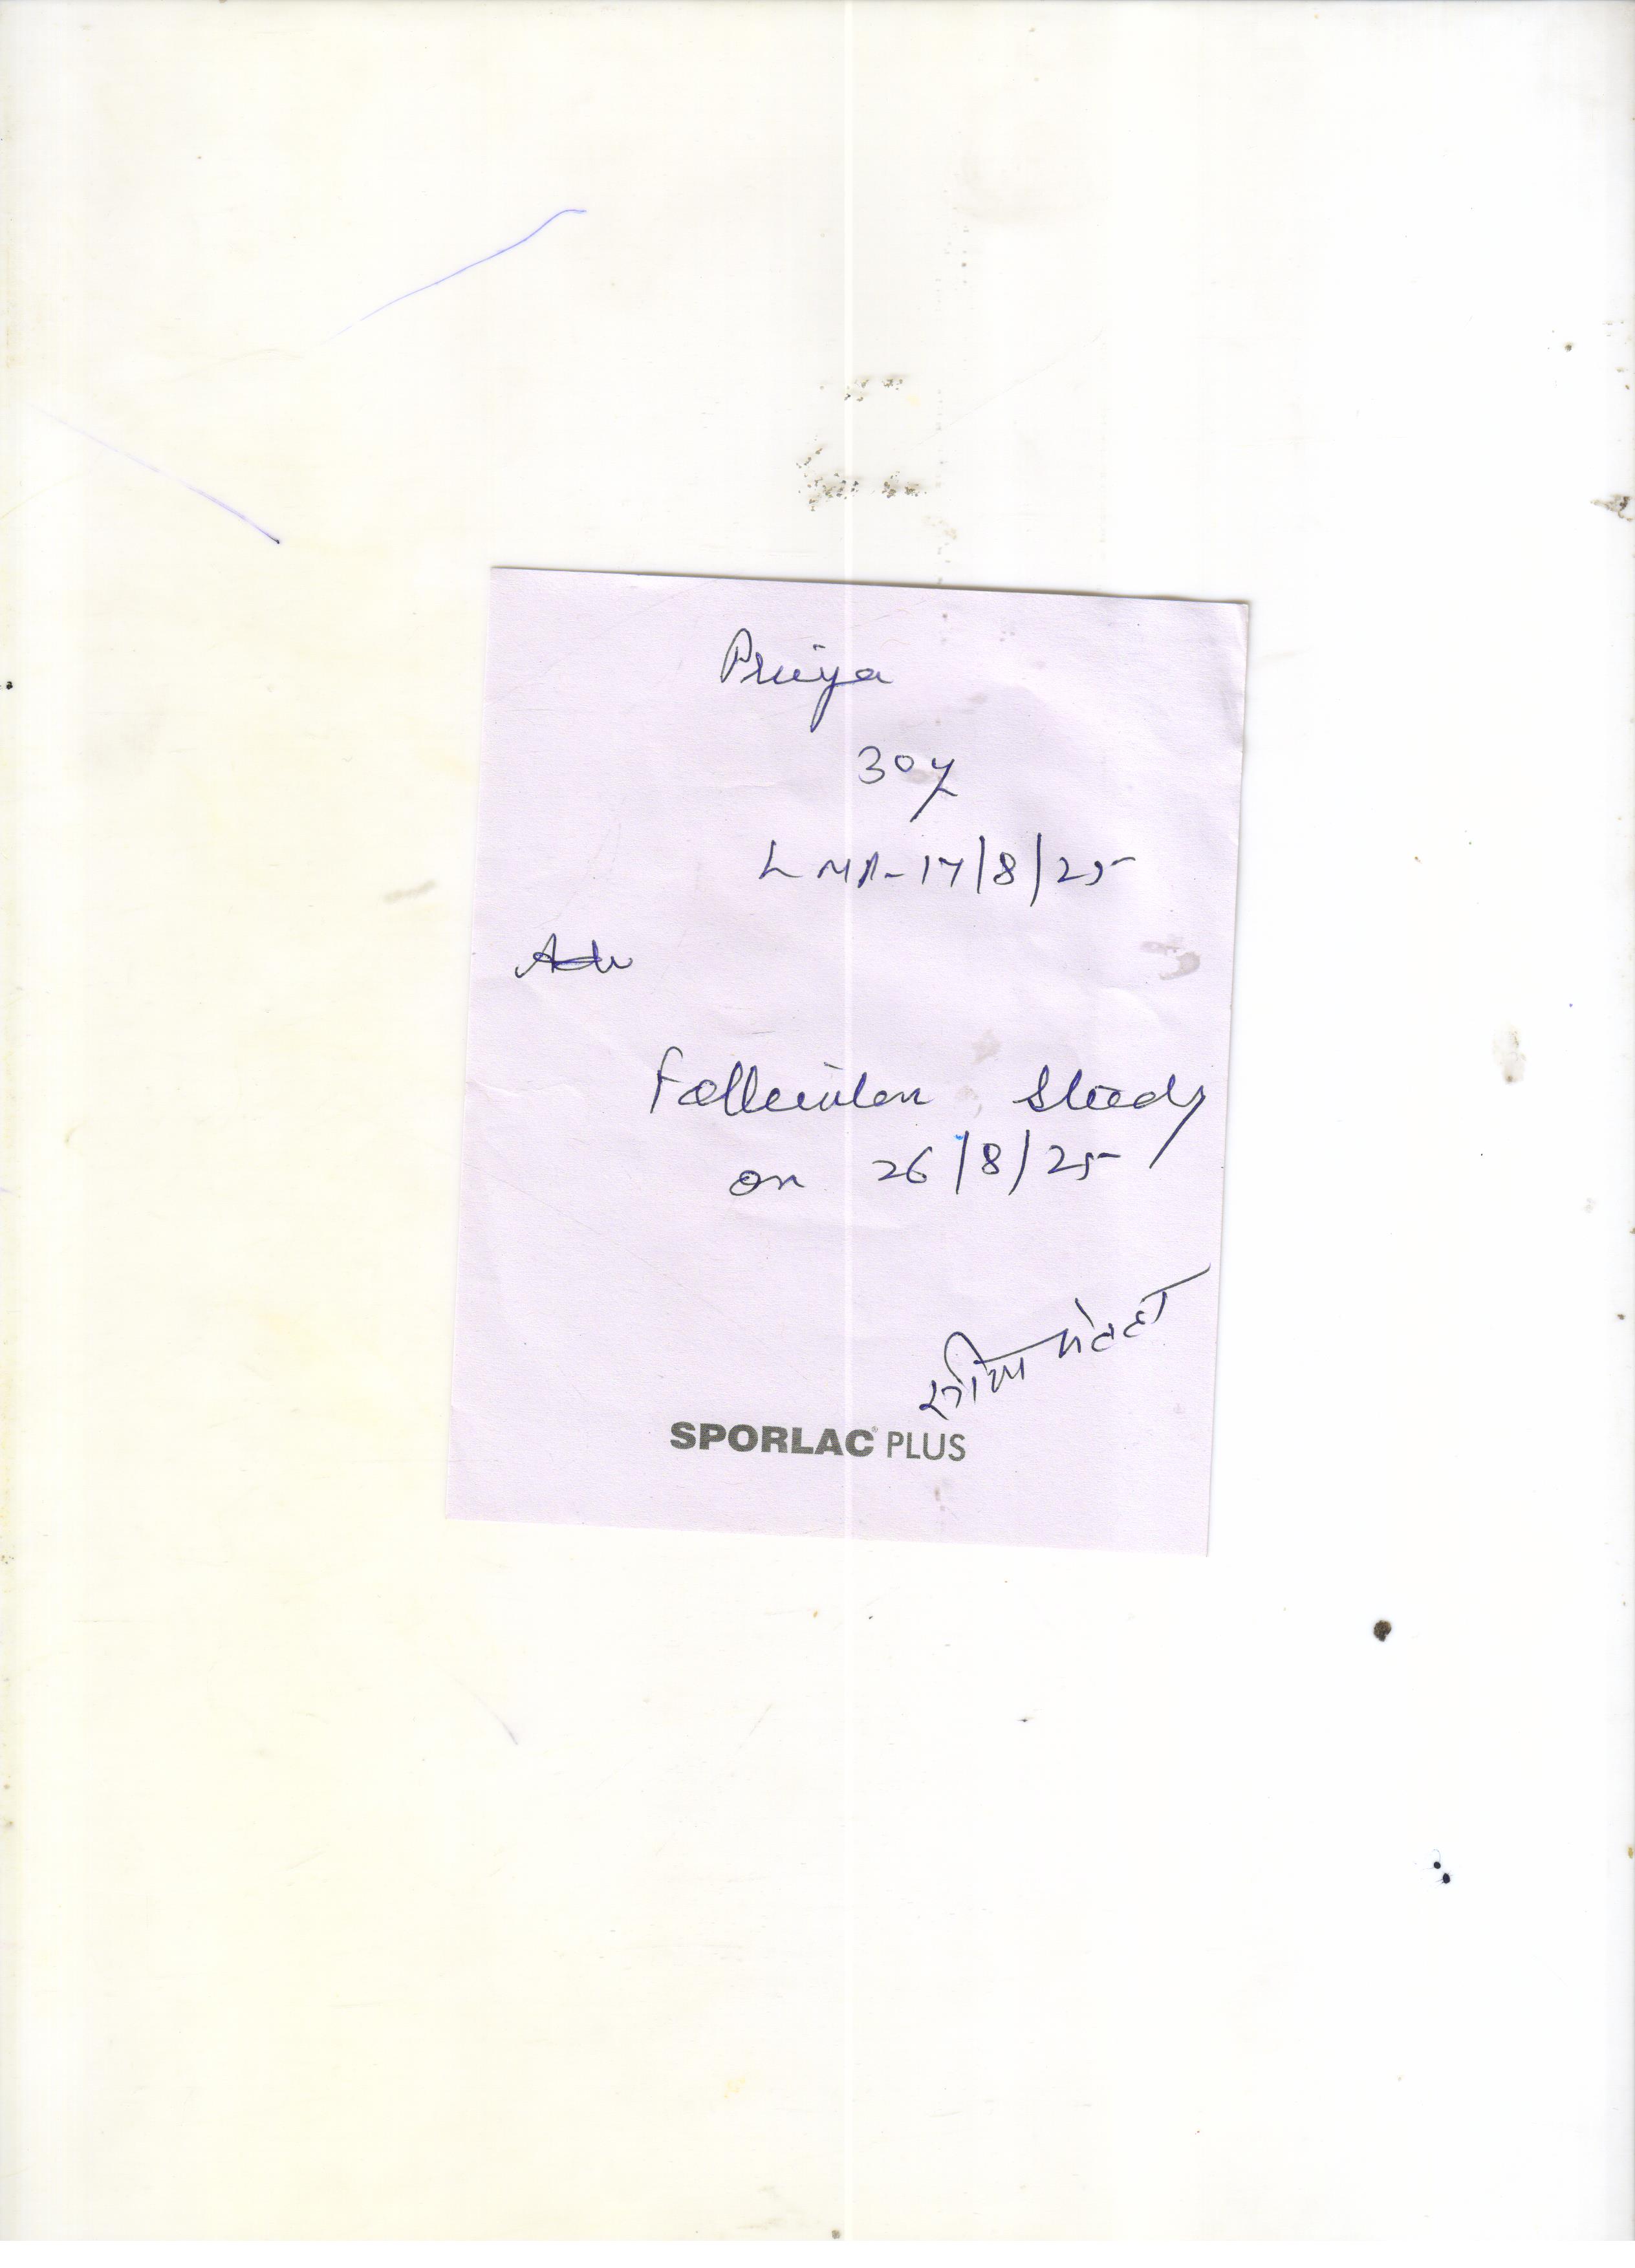 Priya
30y
LMP-17/8/25
Adv
Follicular Study
on 26/8/25
SPORLAC® PLUS